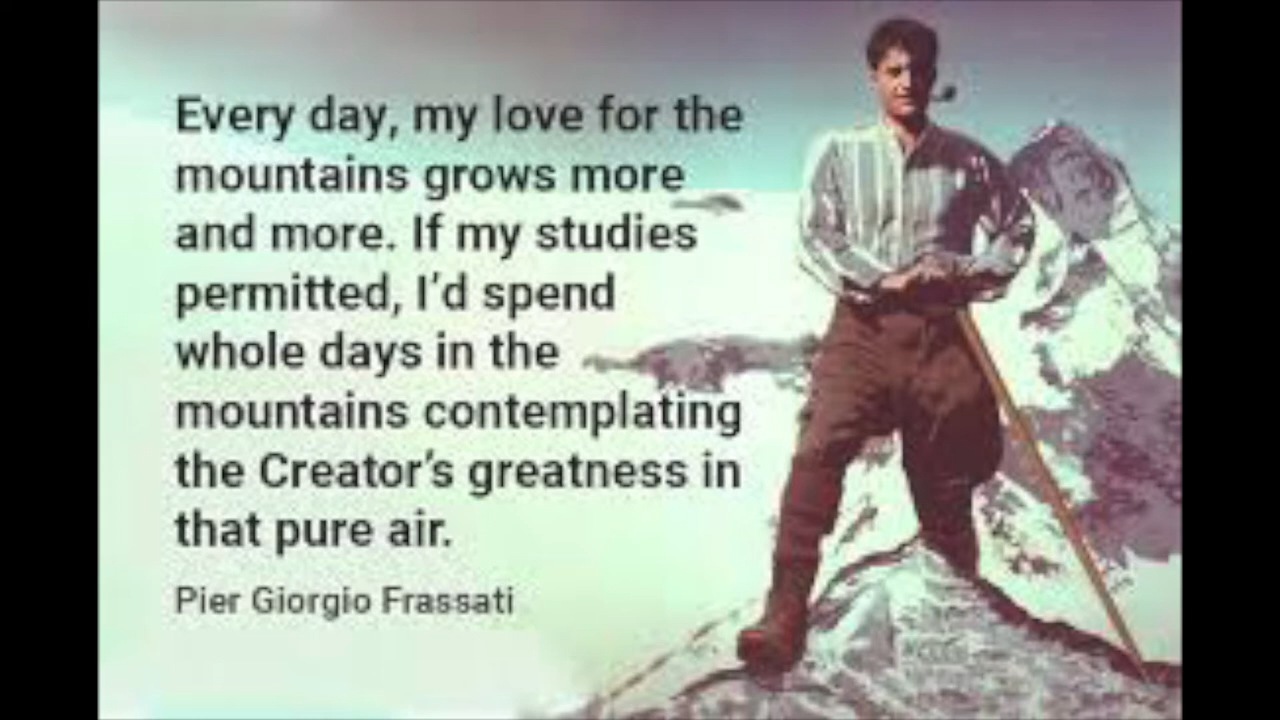 Every day, my love for the
mountains grows more
and more. If my studies
permitted, I’d spend
whole days in the
mountains contemplating
the Creator’s greatness in
that pure air.
Pier Giorgio Frassati